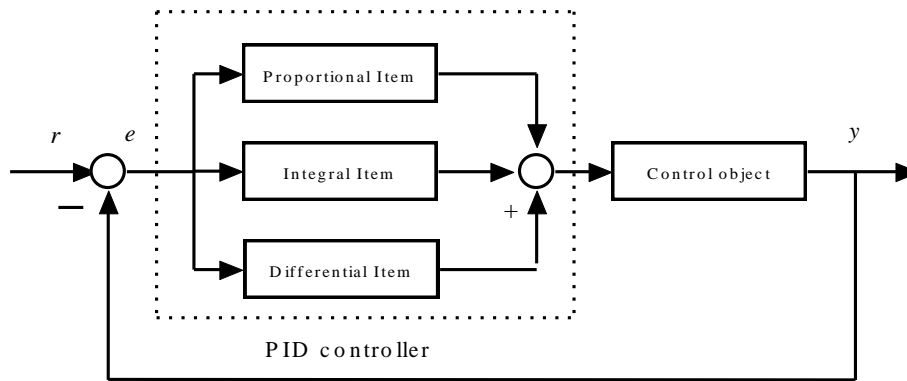 Proportional Item
r
e
y
Integral Item
Control object
−
+
Differential Item
PID controller